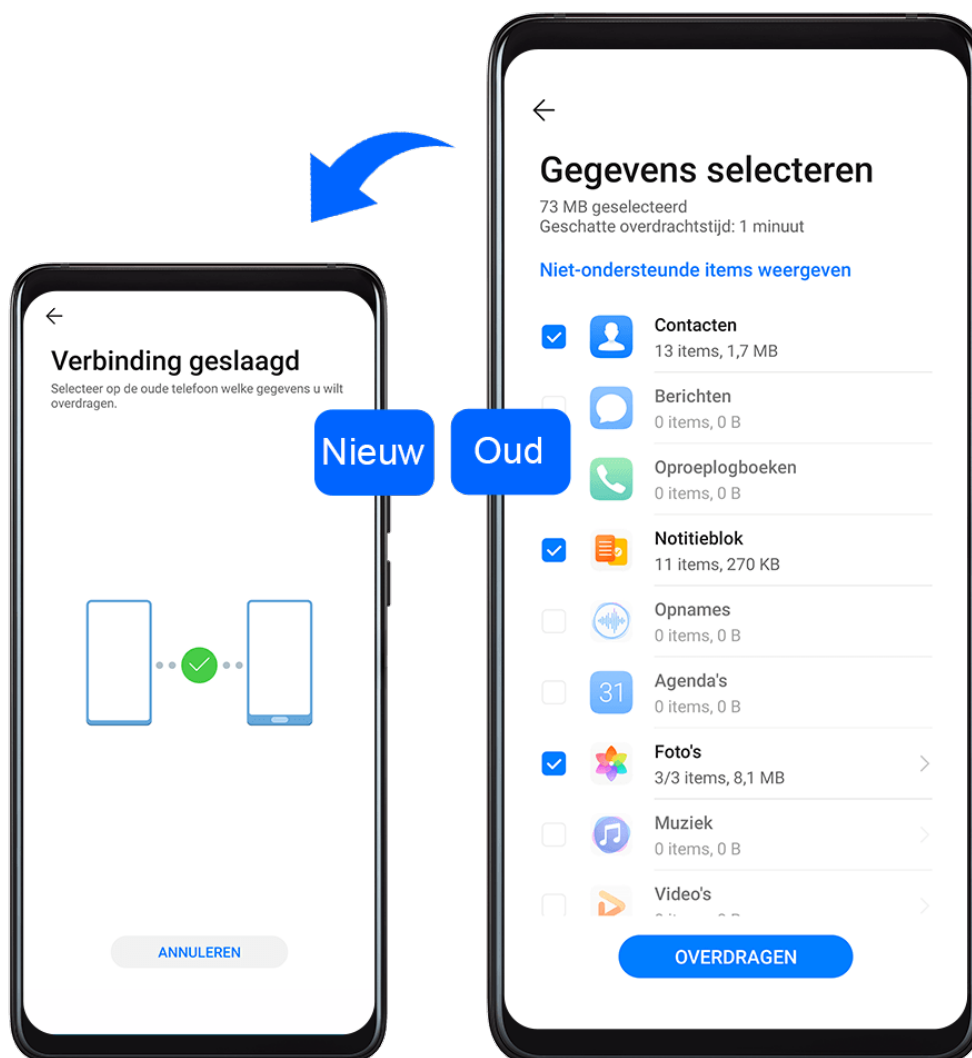 Verbinding geslaagd
Selecteer op de oude telefoon welke gegevens u wilt
overdragen.
ANNULEREN
Nieuw
Oud
Gegevens selecteren
73 MB geselecteerd
Geschatte overdrachtstijd: 1 minuut
Niet-ondersteunde items weergeven
Contacten
13 items, 1,7 MB
Berichten
0 items, 0 B
Oproeplogboeken
0 items, 0 B
Notitieblok
11 items, 270 KB
Opnames
0 items, 0 B
31
Agenda's
0 items, 0 B
Foto's
3/3 items, 8,1 MB
Muziek
0 items, 0 B
Video's
OVERDRAGEN